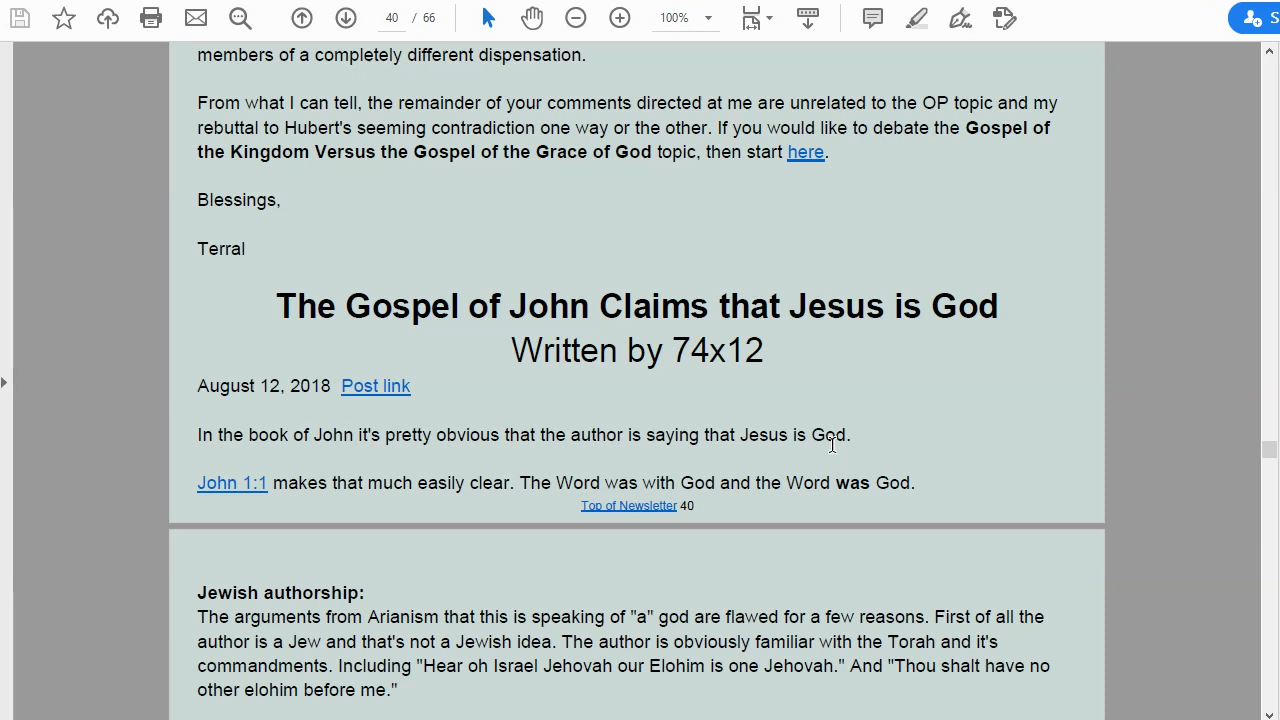 40 / 66
100%
S
members of a completely different dispensation.
From what I can tell, the remainder of your comments directed at me are unrelated to the OP topic and my
rebuttal to Hubert's seeming contradiction one way or the other. If you would like to debate the Gospel of
the Kingdom Versus the Gospel of the Grace of God topic, then start here.
Blessings,
Terral
The Gospel of John Claims that Jesus is God
Written by 74x12
August 12, 2018 Post link
In the book of John it's pretty obvious that the author is saying that Jesus is God.
John 1:1 makes that much easily clear. The Word was with God and the Word was God.
Top of Newsletter 40
Jewish authorship:
The arguments from Arianism that this is speaking of "a" god are flawed for a few reasons. First of all the
author is a Jew and that's not a Jewish idea. The author is obviously familiar with the Torah and it's
commandments. Including "Hear oh Israel Jehovah our Elohim is one Jehovah." And "Thou shalt have no
other elohim before me."